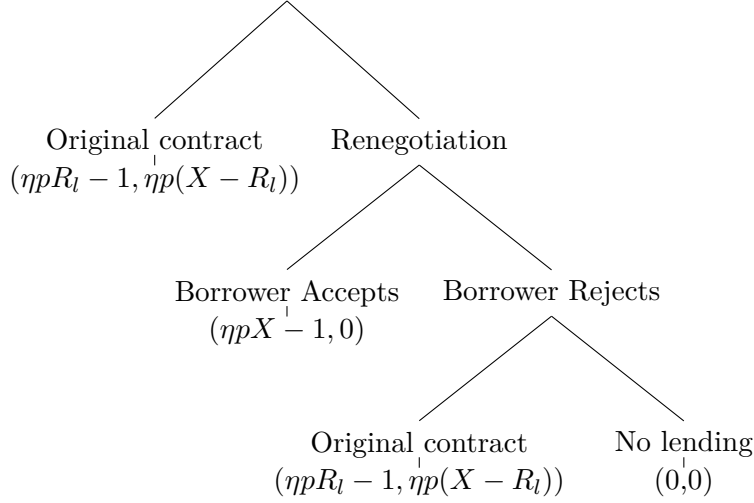 Original contract
Renegotiation
(ηpR_l − 1, ηp(X − R_l))
Borrower Accepts
Borrower Rejects
(ηpX − 1, 0)
Original contract
No lending
(ηpR_l − 1, ηp(X − R_l))
(0,0)